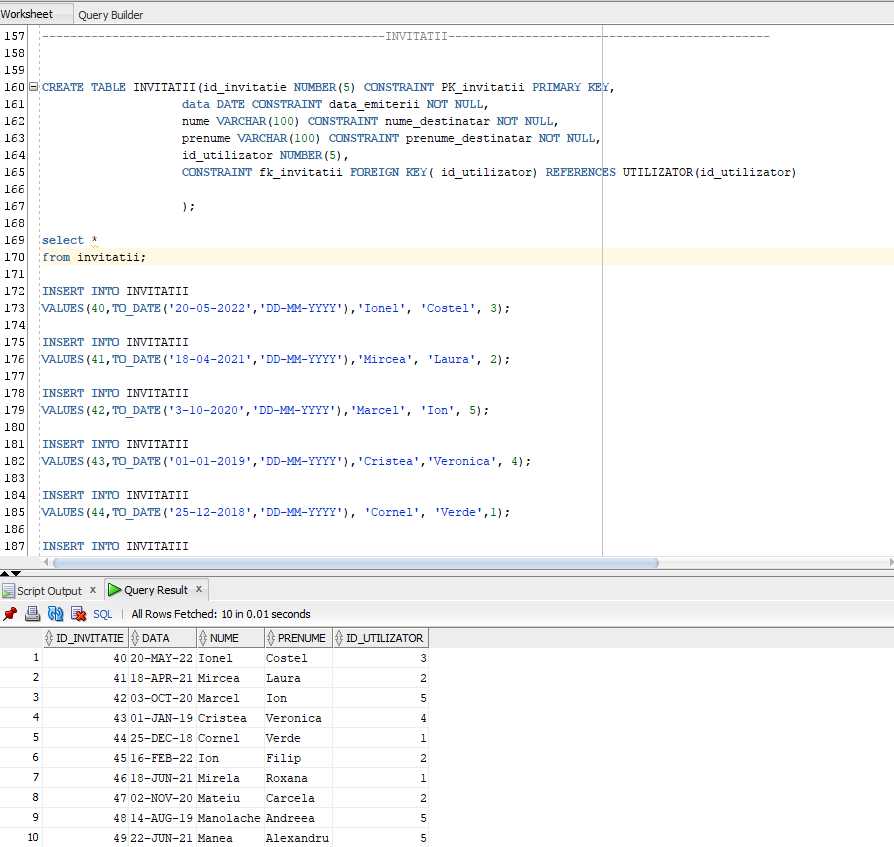 Worksheet Query Builder
157 -------------------------------------------------INVITATII----------------------------------------------
158
159
160 CREATE TABLE INVITATII(id_invitatie NUMBER(5) CONSTRAINT PK_invitatii PRIMARY KEY,
161 data DATE CONSTRAINT data_emiterii NOT NULL,
162 nume VARCHAR(100) CONSTRAINT nume_destinatar NOT NULL,
163 prenume VARCHAR(100) CONSTRAINT prenume_destinatar NOT NULL,
164 id_utilizator NUMBER(5),
165 CONSTRAINT fk_invitatii FOREIGN KEY( id_utilizator) REFERENCES UTILIZATOR(id_utilizator)
166
167 );
168
169 select *
170 from invitatii;
171
172 INSERT INTO INVITATII
173 VALUES(40,TO_DATE('20-05-2022','DD-MM-YYYY'),'Ionel', 'Costel', 3);
174
175 INSERT INTO INVITATII
176 VALUES(41,TO_DATE('18-04-2021','DD-MM-YYYY'),'Mircea', 'Laura', 2);
177
178 INSERT INTO INVITATII
179 VALUES(42,TO_DATE('3-10-2020','DD-MM-YYYY'),'Marcel', 'Ion', 5);
180
181 INSERT INTO INVITATII
182 VALUES(43,TO_DATE('01-01-2019','DD-MM-YYYY'),'Cristea','Veronica', 4);
183
184 INSERT INTO INVITATII
185 VALUES(44,TO_DATE('25-12-2018','DD-MM-YYYY'), 'Cornel', 'Verde',1);
186
187 INSERT INTO INVITATII
Script Output x Query Result x
SQL | All Rows Fetched: 10 in 0.01 seconds
ID_INVITATIE DATA NUME PRENUME ID_UTILIZATOR
1 40 20-MAY-22 Ionel Costel 3
2 41 18-APR-21 Mircea Laura 2
3 42 03-OCT-20 Marcel Ion 5
4 43 01-JAN-19 Cristea Veronica 4
5 44 25-DEC-18 Cornel Verde 1
6 45 16-FEB-22 Ion Filip 2
7 46 18-JUN-21 Mirela Roxana 1
8 47 02-NOV-20 Mateiu Carcela 2
9 48 14-AUG-19 Manolache Andreea 5
10 49 22-JUN-21 Manea Alexandru 5